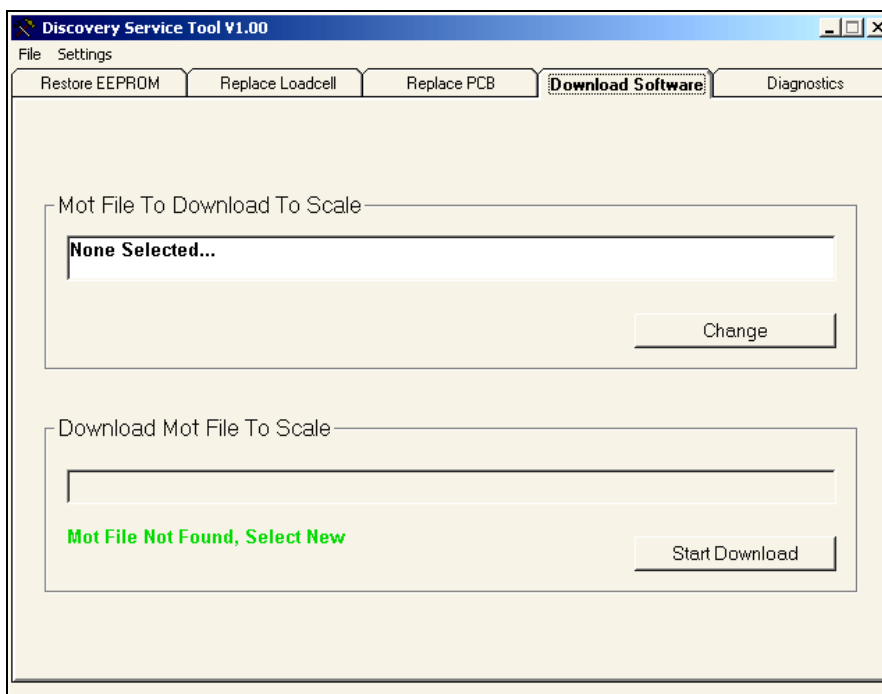 Discovery Service Tool V1.00
File Settings
Restore EEPROM Replace Loadcell Replace PCB Download Software Diagnostics
Mot File To Download To Scale
None Selected...
Change
Download Mot File To Scale
Mot File Not Found, Select New
Start Download